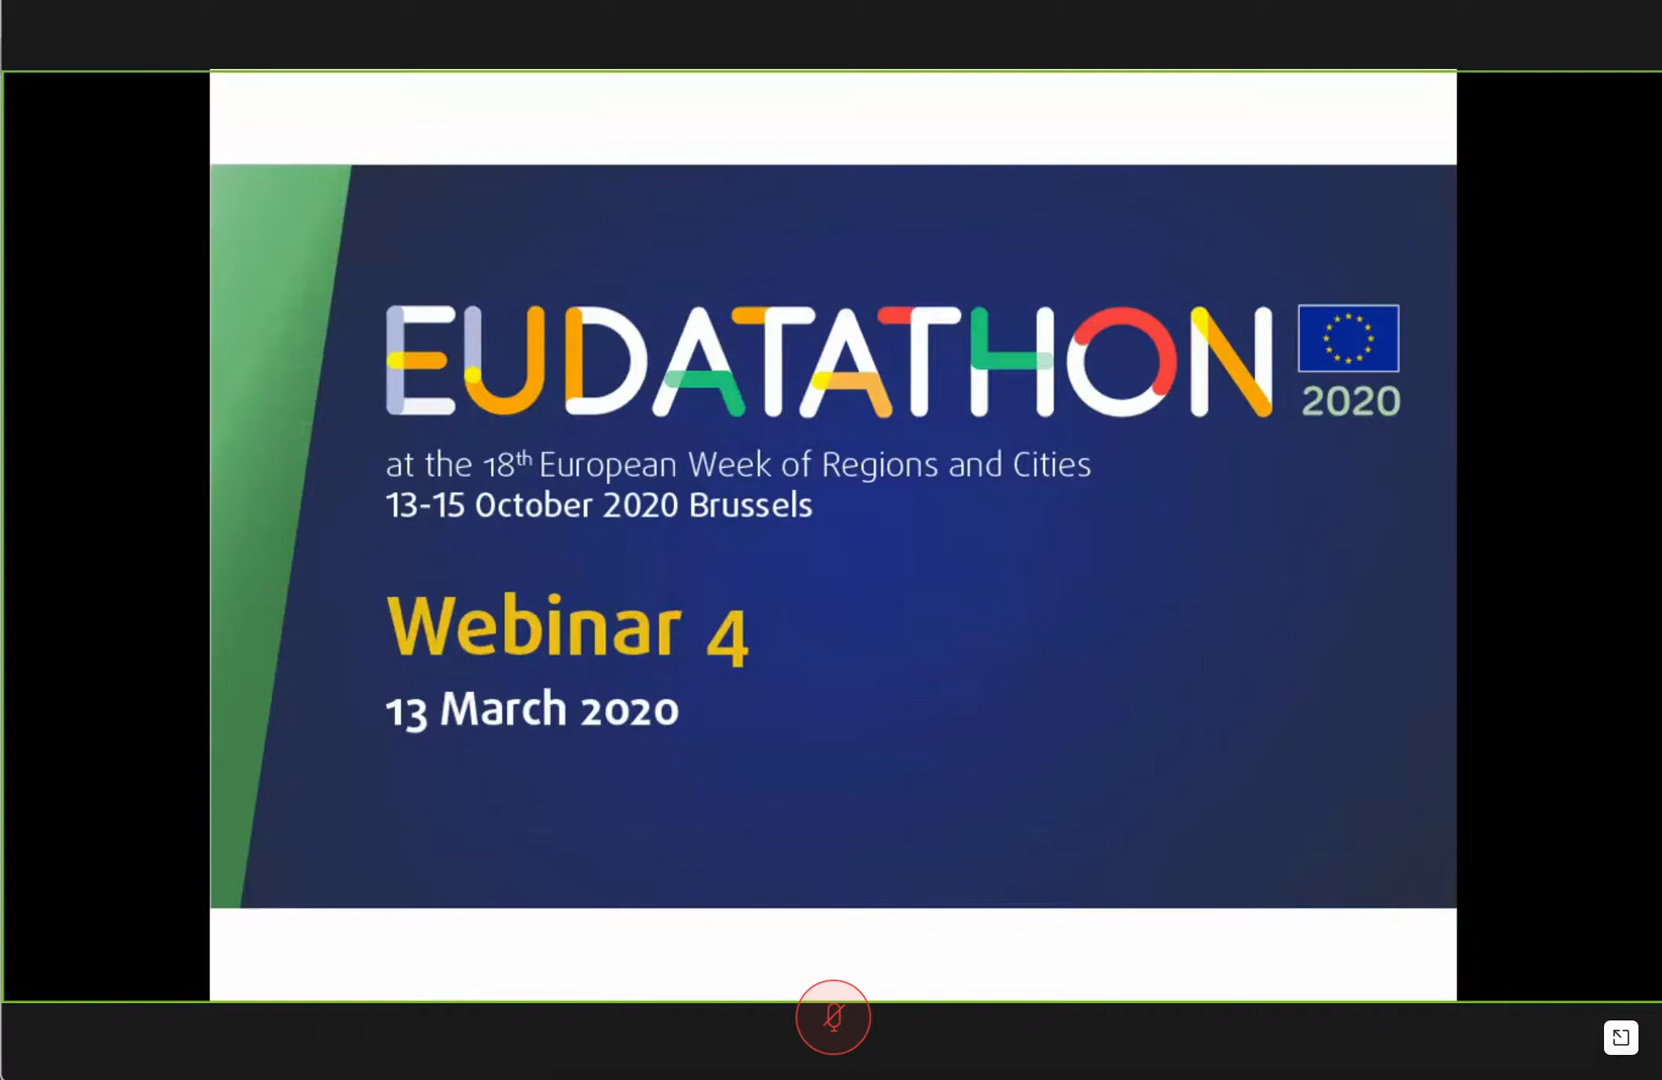 EUDATATHON
2020
at the 18th European Week of Regions and Cities
13-15 October 2020 Brussels
Webinar 4
13 March 2020